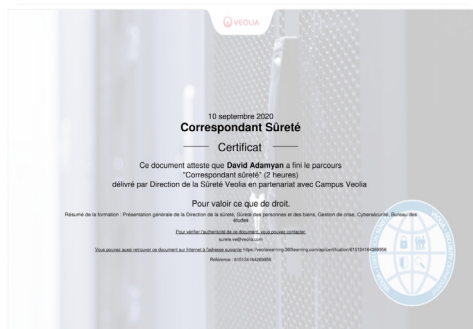 VEOLIA
10 septembre 2020
Correspondant Sûreté
Certificat
Ce document atteste que David Adamyan a fini le parcours
"Correspondant sûreté" (2 heures)
délivré par Direction de la Sûreté Veolia en partenariat avec Campus Veolia
Pour valoir ce que de droit.
Résumé de la formation : Présentation générale de la Direction de la sûreté, Sûreté des personnes et des biens, Gestion de crise, Cybersécurité, Bureau des
études
Pour vérifier l'authenticité de ce document, vous pouvez contacter
surete.ve@veolia.com
Vous pouvez aussi retrouver ce document sur Internet à l'adresse suivante
Référence :